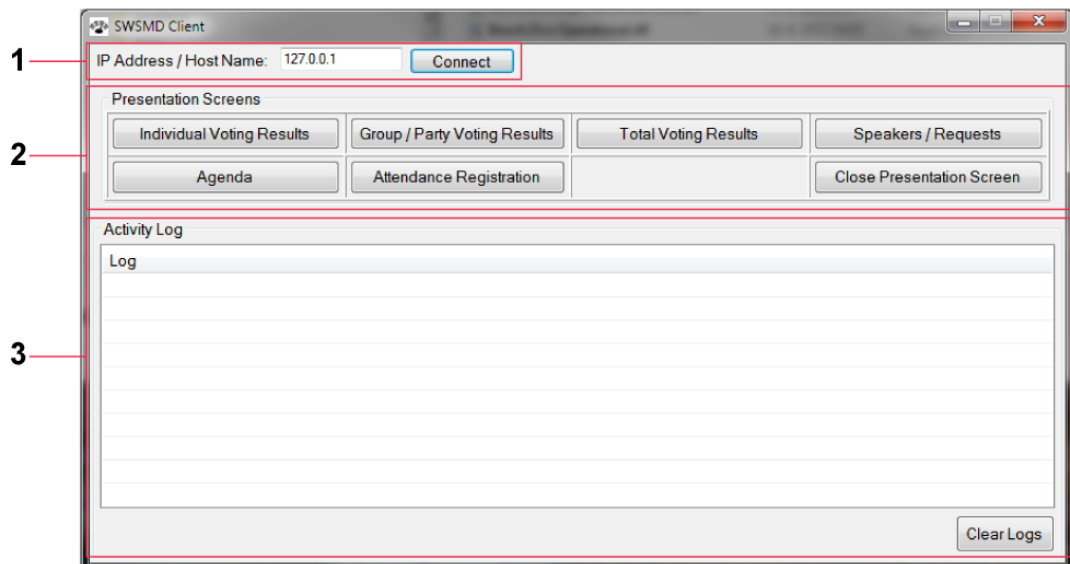 SWSMD Client
1
IP Address / Host Name: 127.0.0.1 Connect
Presentation Screens
2
Individual Voting Results Group / Party Voting Results Total Voting Results Speakers / Requests
Agenda Attendance Registration Close Presentation Screen
Activity Log
Log
3
Clear Logs